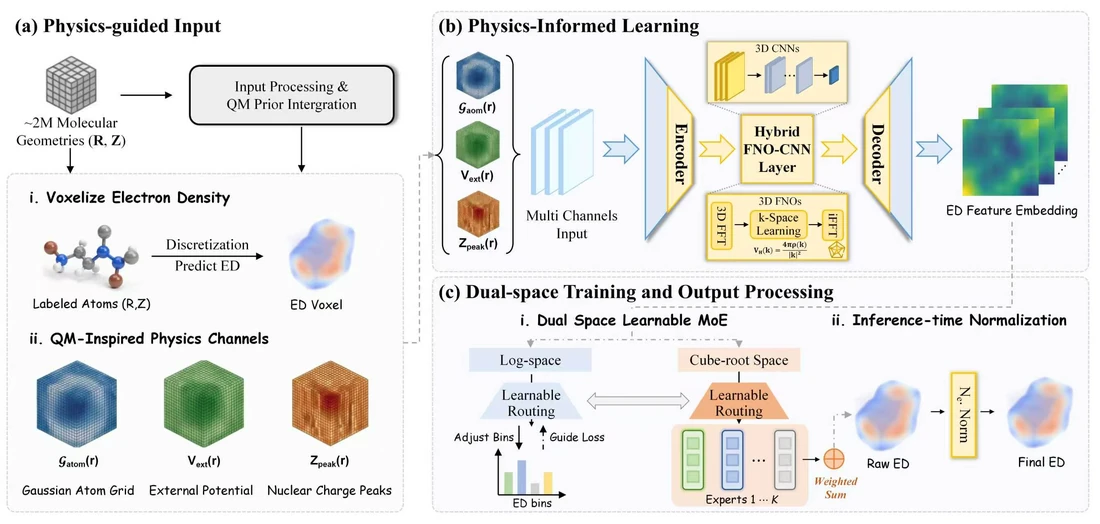 (a) Physics-guided Input
~2M Molecular
Geometries (R, Z)
Input Processing &
QM Prior Intergration
i. Voxelize Electron Density
Discretization
Predict ED
Labeled Atoms (R,Z)
ED Voxel
ii. QM-Inspired Physics Channels
𝒢atom(r)
Vext(r)
Zpeak(r)
Gaussian Atom Grid
External Potential
Nuclear Charge Peaks
(b) Physics-Informed Learning
𝒢aom(r)
Vext(r)
Zpeak(r)
Multi Channels
Input
Encoder
3D CNNs
Hybrid
FNO-CNN
Layer
3D FNOs
3D FFT
k-Space
Learning
iFFT
VH(k)=4πρ(k)/|k|²
Decoder
ED Feature Embedding
(c) Dual-space Training and Output Processing
i. Dual Space Learnable MoE
Log-space
Learnable
Routing
Adjust Bins
Guide Loss
ED bins
Cube-root Space
Learnable
Routing
Experts 1 ··· K
Weighted
Sum
ii. Inference-time Normalization
Raw ED
Ne. Norm
Final ED